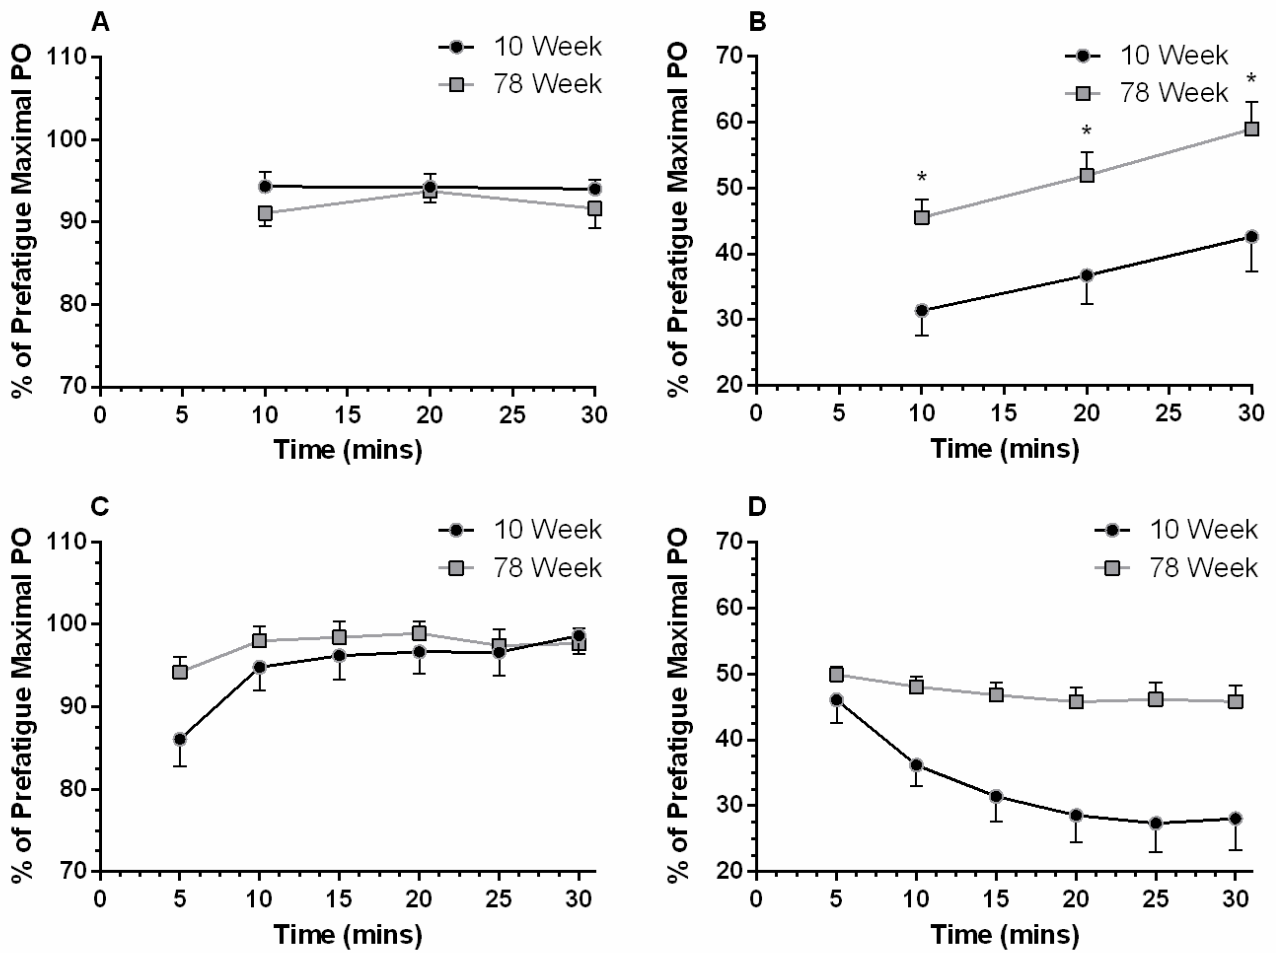 A
% of Prefatigue Maximal PO
110
100
90
80
70
0 5 10 15 20 25 30
Time (mins)
10 Week
78 Week
B
% of Prefatigue Maximal PO
70
60
50
40
30
20
0 5 10 15 20 25 30
Time (mins)
10 Week
78 Week
*
*
*
C
% of Prefatigue Maximal PO
110
100
90
80
70
0 5 10 15 20 25 30
Time (mins)
10 Week
78 Week
D
% of Prefatigue Maximal PO
70
60
50
40
30
20
0 5 10 15 20 25 30
Time (mins)
10 Week
78 Week